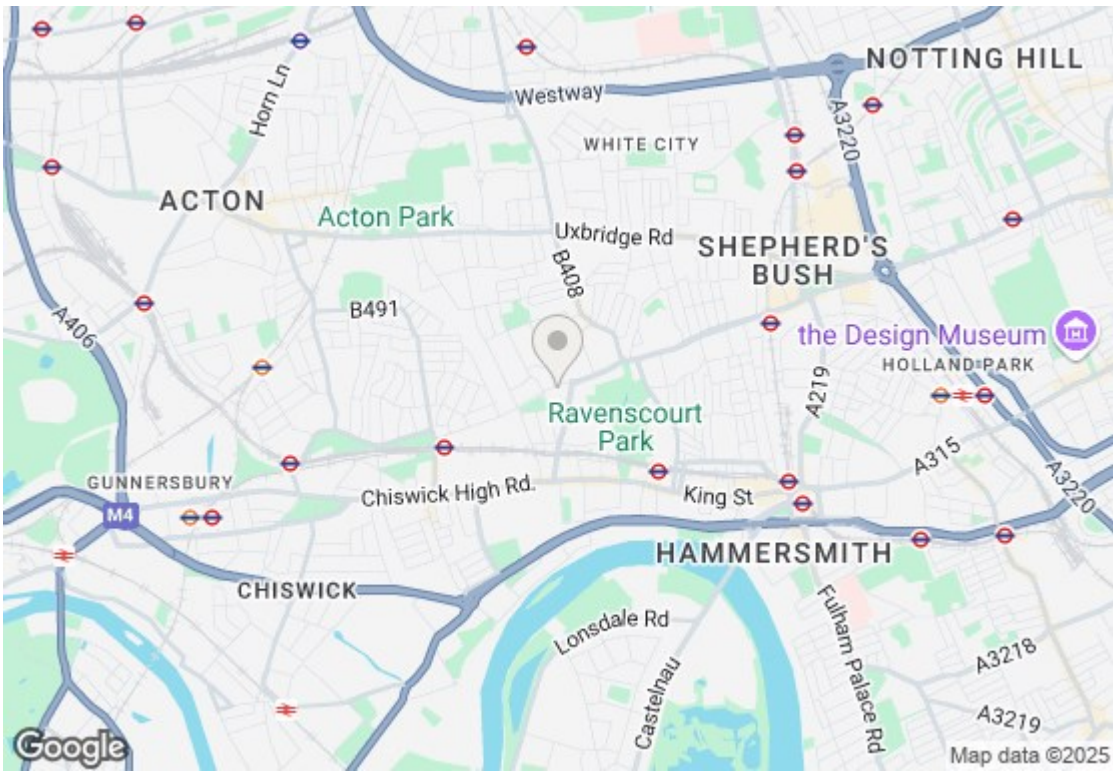 NOTTING HILL
Horn Ln
Westway
A3220
WHITE CITY
ACTON
Acton Park
Uxbridge Rd
SHEPHERD'S
BUSH
B408
B491
A406
the Design Museum
HOLLAND PARK
A219
Ravenscourt
Park
A315
GUNNERSBURY
Chiswick High Rd.
King St
A3220
M4
HAMMERSMITH
CHISWICK
Lonsdale Rd
Fulham Palace Rd
A3218
Castelnau
A3219
Google
Map data ©2025